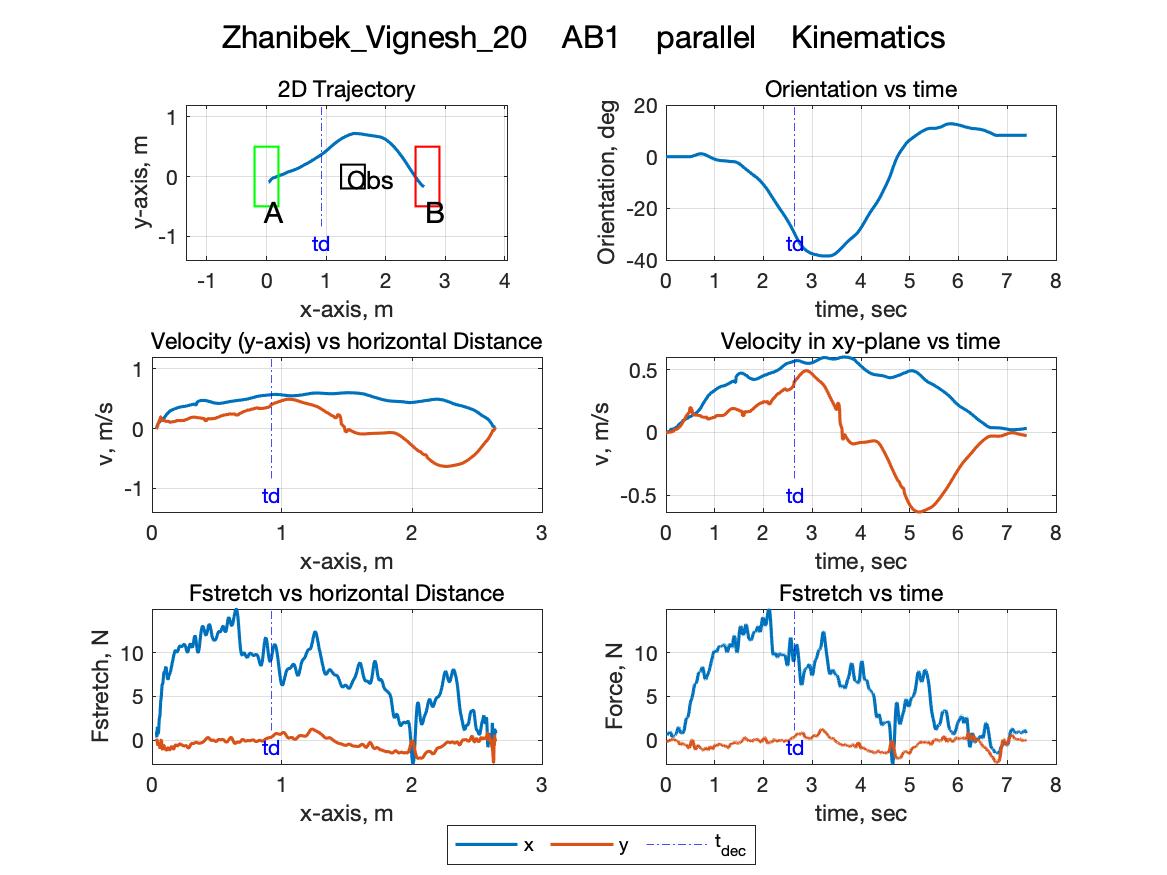 Zhanibek_Vignesh_20 AB1 parallel Kinematics
2D Trajectory
y-axis, m
1
0
-1
A
Obs
B
td
-1 0 1 2 3 4
x-axis, m
Orientation vs time
Orientation, deg
20
0
-20
-40
td
0 1 2 3 4 5 6 7 8
time, sec
Velocity (y-axis) vs horizontal Distance
v, m/s
1
0
-1
td
0 1 2 3
x-axis, m
Velocity in xy-plane vs time
v, m/s
0.5
0
-0.5
td
0 1 2 3 4 5 6 7 8
time, sec
Fstretch vs horizontal Distance
Fstretch, N
10
5
0
td
0 1 2 3
x-axis, m
Fstretch vs time
Force, N
10
5
0
td
0 1 2 3 4 5 6 7 8
time, sec
x y t_dec